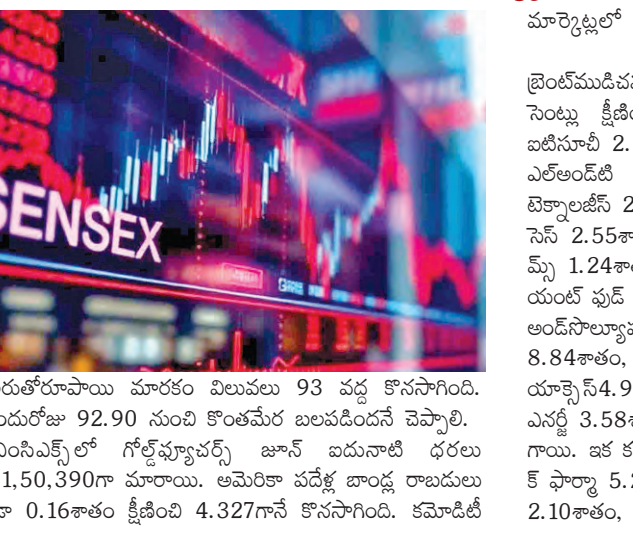 SENSEX
రుతోరూపాయి మారకం విలువలు 93 వద్ద కొనసాగింది.
ందురోజు 92.90 నుంచి కొంతమేర బలపడిందనే చెప్పాలి.
ఎంసిఎక్స్‌లో గోల్డ్‌ఫ్యూచర్స్ జూన్ ఐదునాటి ధరలు
1,50,390గా మారాయి. అమెరికా పదేళ్ల బాండ్ల రాబడులు
డా 0.16శాతం క్షీణించి 4.327గానే కొనసాగింది. కమోడిటీ
మార్కెట్లలో
బ్రెంట్‌ముడిచ
సెంట్లు క్షీణిం
ఐటిసూచీ 2.
ఎల్అండ్‌టి
టెక్నాలజీస్ 2
సెస్ 2.55శా
మ్స్ 1.24శాత
యంట్ ఫుడ్
అండ్‌సొల్యూష
8.84శాతం,
యాక్సెస్4.9
ఎనర్జీ 3.58శ
గాయి. ఇక క
క్ ఫార్మా 5.2
2.10శాతం,